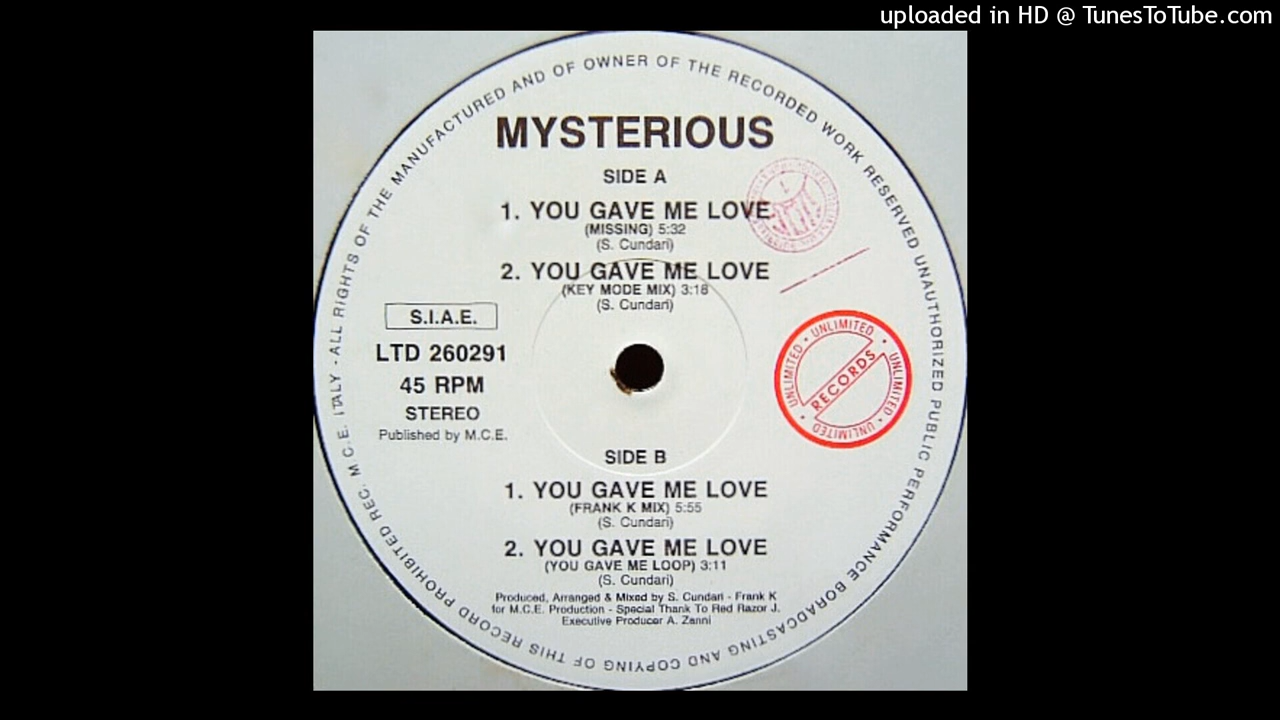 uploaded in HD @ TunesToTube.com
REC. M.C.E. ITALY - ALL RIGHTS OF THE MANUFACTURED AND OF OWNER OF THE RECORDED WORK RESERVED UNAUTHORIZED PUBLIC PERFORMANCE BORADCASTING AND COPYING OF THIS RECORD PROHIBITED
MYSTERIOUS
SIDE A
1. YOU GAVE ME LOVE
(MISSING) 5:32
(S. Cundari)
2. YOU GAVE ME LOVE
(KEY MODE MIX) 3:18
(S. Cundari)
S.I.A.E.
LTD 260291
45 RPM
STEREO
Published by M.C.E.
UNLIMITED • UNLIMITED • UNLIMITED • UNLIMITED •
RECORDS
SIDE B
1. YOU GAVE ME LOVE
(FRANK K MIX) 5:55
(S. Cundari)
2. YOU GAVE ME LOVE
(YOU GAVE ME LOOP) 3:11
(S. Cundari)
Produced, Arranged & Mixed by S. Cundari - Frank K
for M.C.E. Production - Special Thank To Red Razor J.
Executive Producer A. Zanni